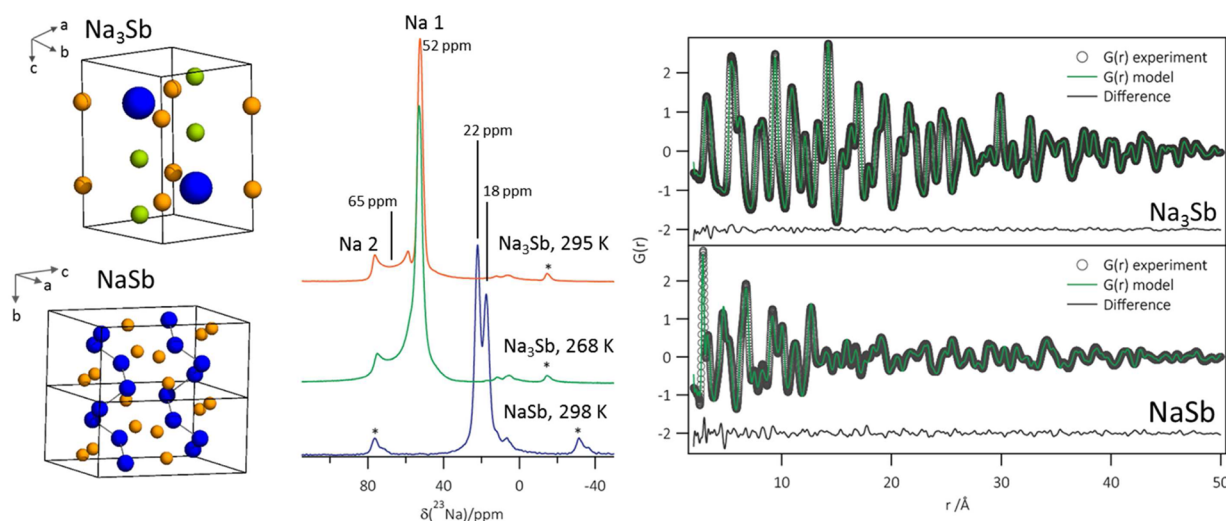 Na₃Sb
a
b
c
NaSb
c
a
b
Na 1
52 ppm
22 ppm
18 ppm
65 ppm
Na 2
Na₃Sb, 295 K
*
Na₃Sb, 268 K
*
NaSb, 298 K
*
*
80
40
0
-40
δ(²³Na)/ppm
G(r)
2
1
0
-1
-2
G(r) experiment
G(r) model
Difference
Na₃Sb
2
1
0
-1
-2
G(r) experiment
G(r) model
Difference
NaSb
10
20
30
40
50
r /Å